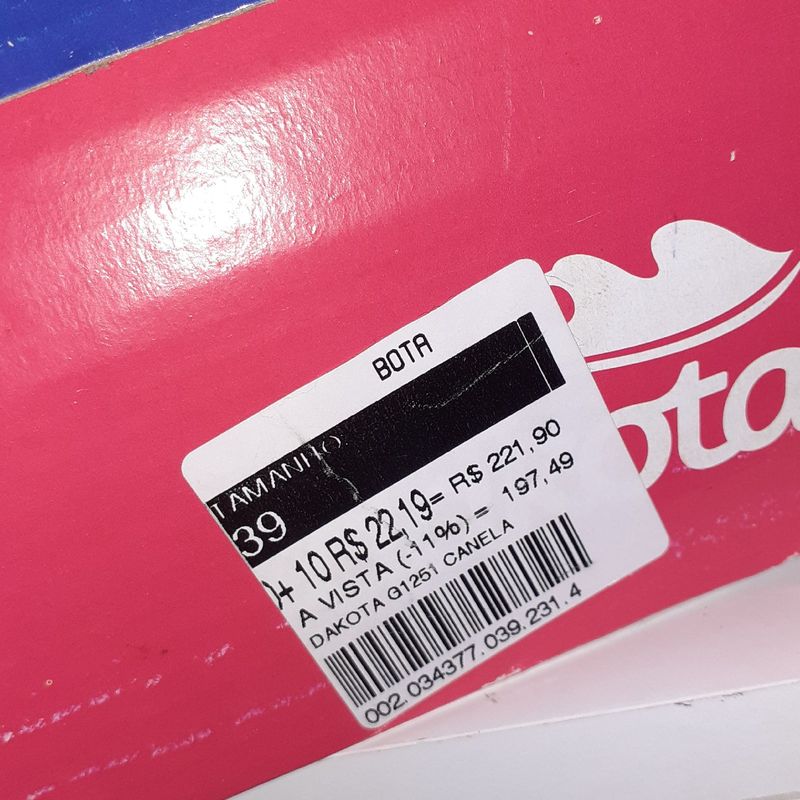 BOTA
TAMANHO
39
+ 10 R$ 22,19= R$ 221,90
A VISTA (-11%) = 197,49
DAKOTA G1251 CANELA
002.034377.039.231.4
ota